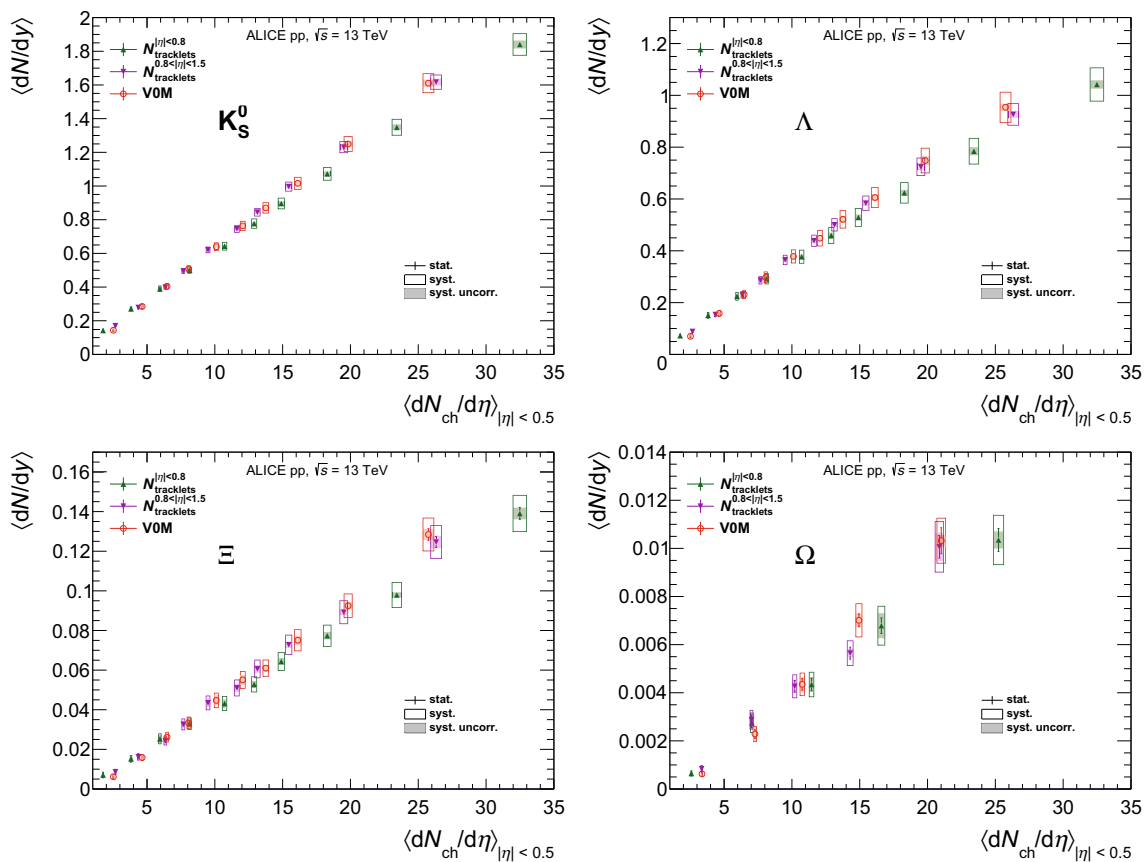 ⟨dN/dy⟩
ALICE pp, √s = 13 TeV
N_tracklets^|η|<0.8
N_tracklets^0.8<|η|<1.5
V0M
K_S^0
stat.
syst.
syst. uncorr.
2
1.8
1.6
1.4
1.2
1
0.8
0.6
0.4
0.2
0
5 10 15 20 25 30 35
⟨dN_ch/dη⟩_|η| < 0.5
⟨dN/dy⟩
ALICE pp, √s = 13 TeV
N_tracklets^|η|<0.8
N_tracklets^0.8<|η|<1.5
V0M
Λ
stat.
syst.
syst. uncorr.
1.2
1
0.8
0.6
0.4
0.2
0
5 10 15 20 25 30 35
⟨dN_ch/dη⟩_|η| < 0.5
⟨dN/dy⟩
ALICE pp, √s = 13 TeV
N_tracklets^|η|<0.8
N_tracklets^0.8<|η|<1.5
V0M
Ξ
stat.
syst.
syst. uncorr.
0.16
0.14
0.12
0.1
0.08
0.06
0.04
0.02
0
5 10 15 20 25 30 35
⟨dN_ch/dη⟩_|η| < 0.5
⟨dN/dy⟩
ALICE pp, √s = 13 TeV
N_tracklets^|η|<0.8
N_tracklets^0.8<|η|<1.5
V0M
Ω
stat.
syst.
syst. uncorr.
0.014
0.012
0.01
0.008
0.006
0.004
0.002
0
5 10 15 20 25 30 35
⟨dN_ch/dη⟩_|η| < 0.5